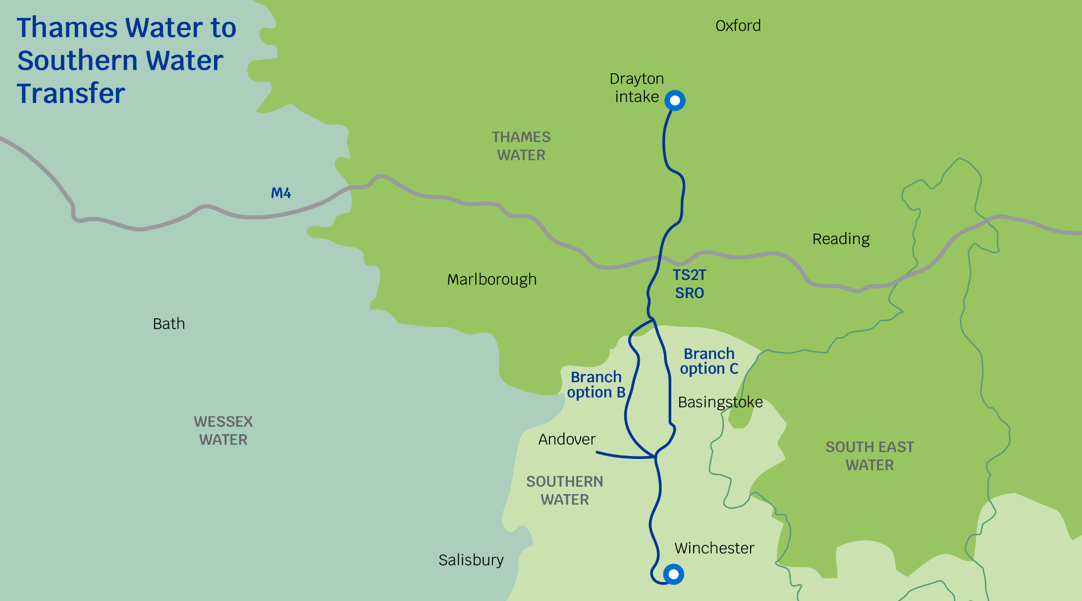 Thames Water to
Southern Water
Transfer
Oxford
Drayton
intake
THAMES
WATER
M4
Reading
Marlborough
TS2T
SRO
Bath
Branch
option C
Branch
option B
Basingstoke
WESSEX
WATER
Andover
SOUTH EAST
WATER
SOUTHERN
WATER
Winchester
Salisbury